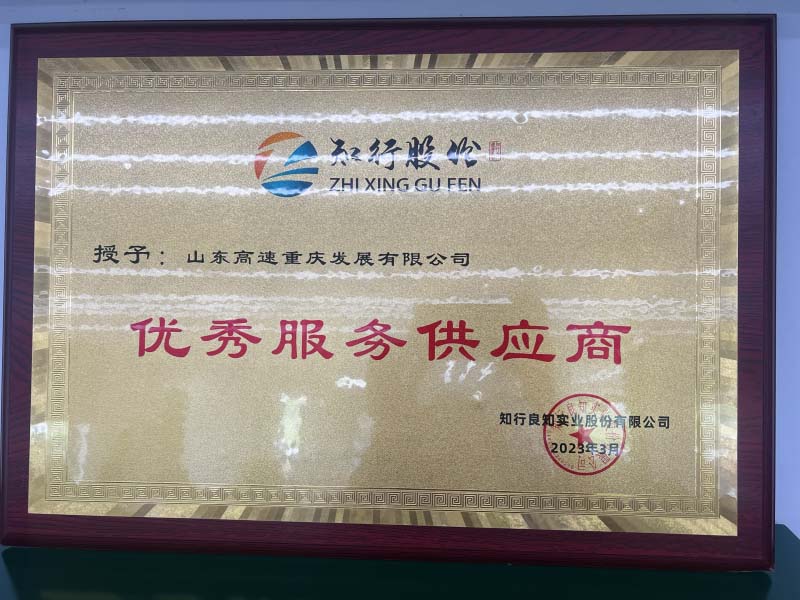 知行股份
ZHI XING GU FEN
授予：山东高速重庆发展有限公司
优秀服务供应商
知行良知实业股份有限公司
2023年3月